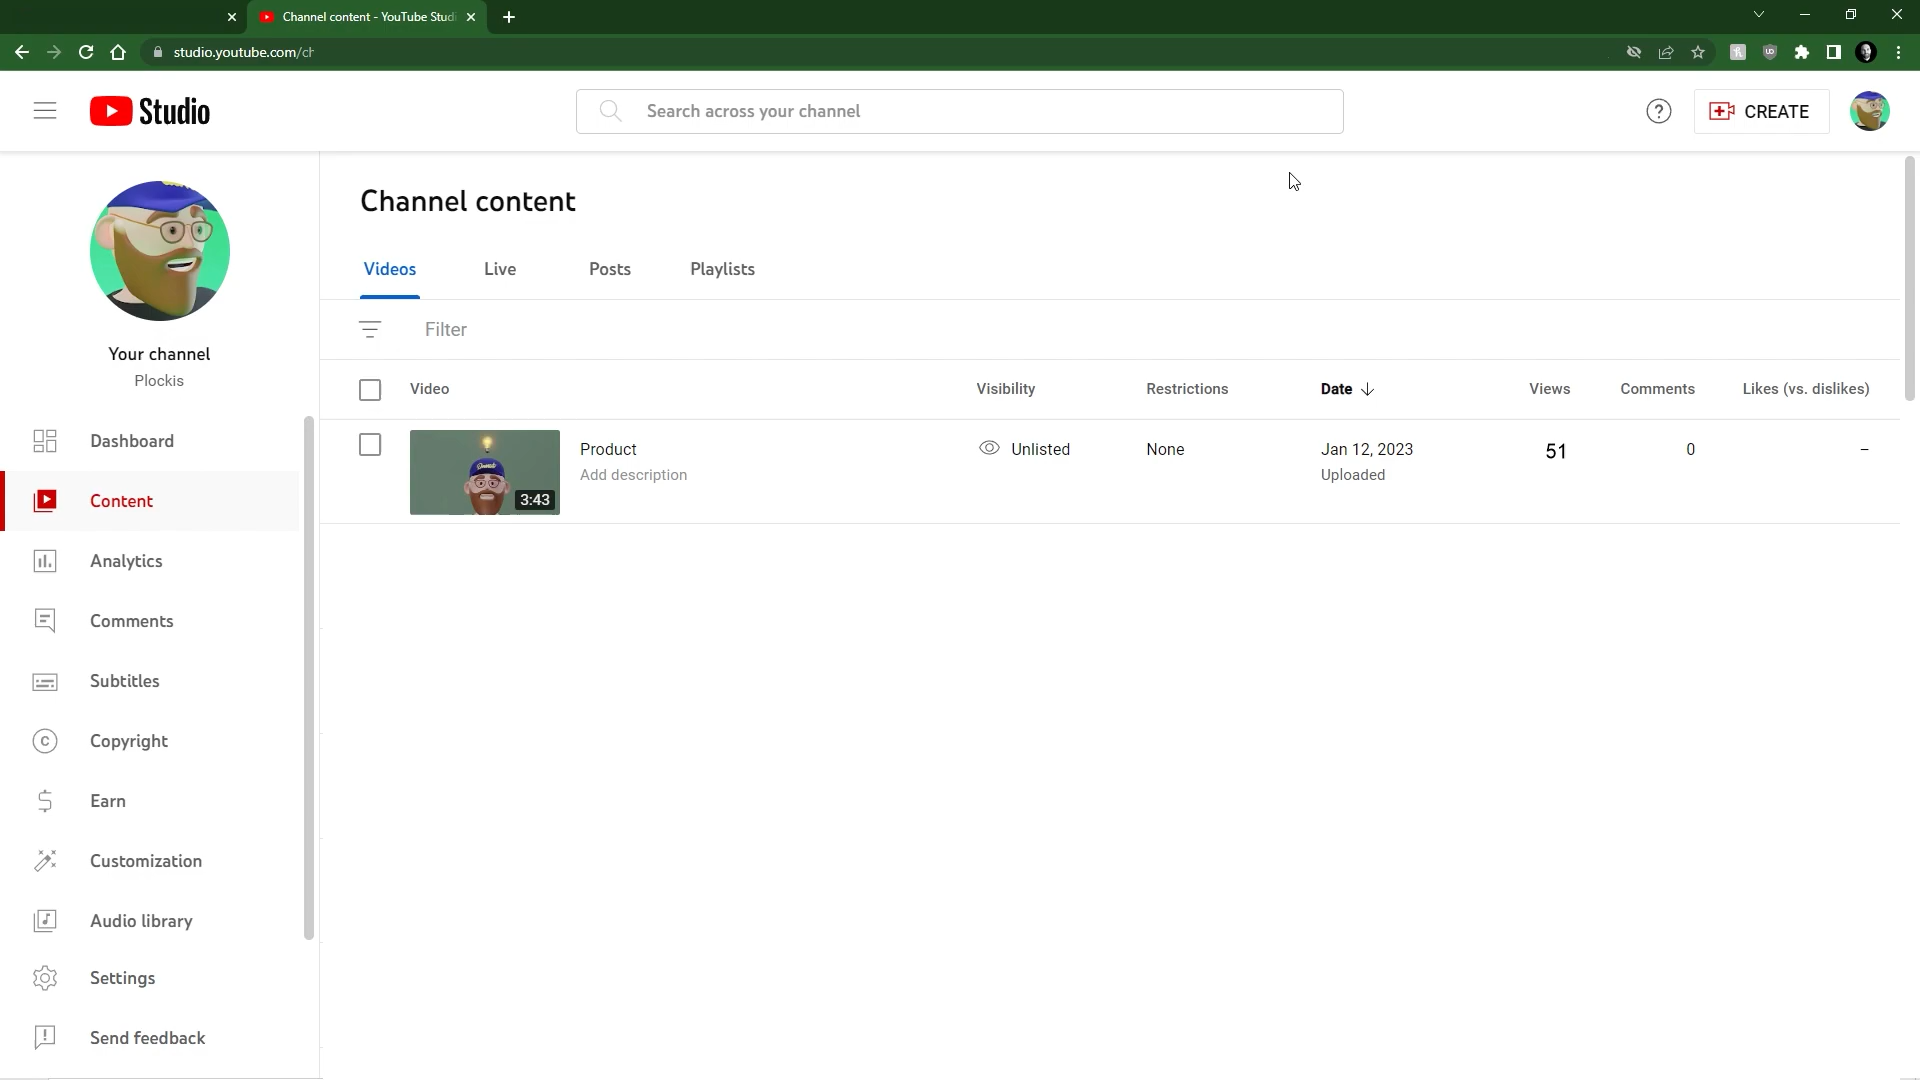 Channel content - YouTube Studi
studio.youtube.com/ch
Studio
Search across your channel
?
CREATE
Your channel
Plockis
Dashboard
Content
Analytics
Comments
Subtitles
Copyright
Earn
Customization
Audio library
Settings
Send feedback
Channel content
Videos Live Posts Playlists
Filter
Video Visibility Restrictions Date Views Comments Likes (vs. dislikes)
Product Unlisted None Jan 12, 2023 51 0 –
Add description Uploaded
3:43